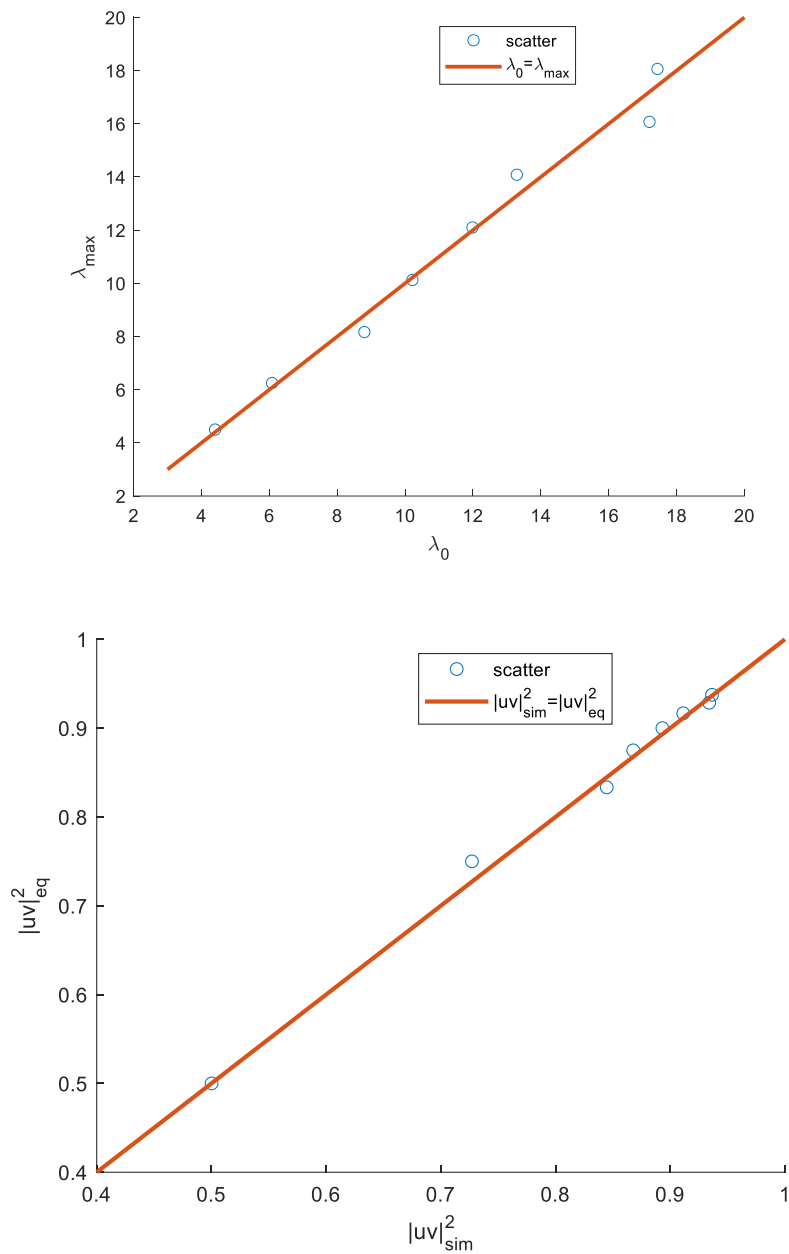 20
18
16
14
12
10
8
6
4
2
λmax
scatter
λ0=λmax
2 4 6 8 10 12 14 16 18 20
λ0
1
0.9
0.8
0.7
0.6
0.5
0.4
|uv|²eq
scatter
|uv|²sim=|uv|²eq
0.4 0.5 0.6 0.7 0.8 0.9 1
|uv|²sim